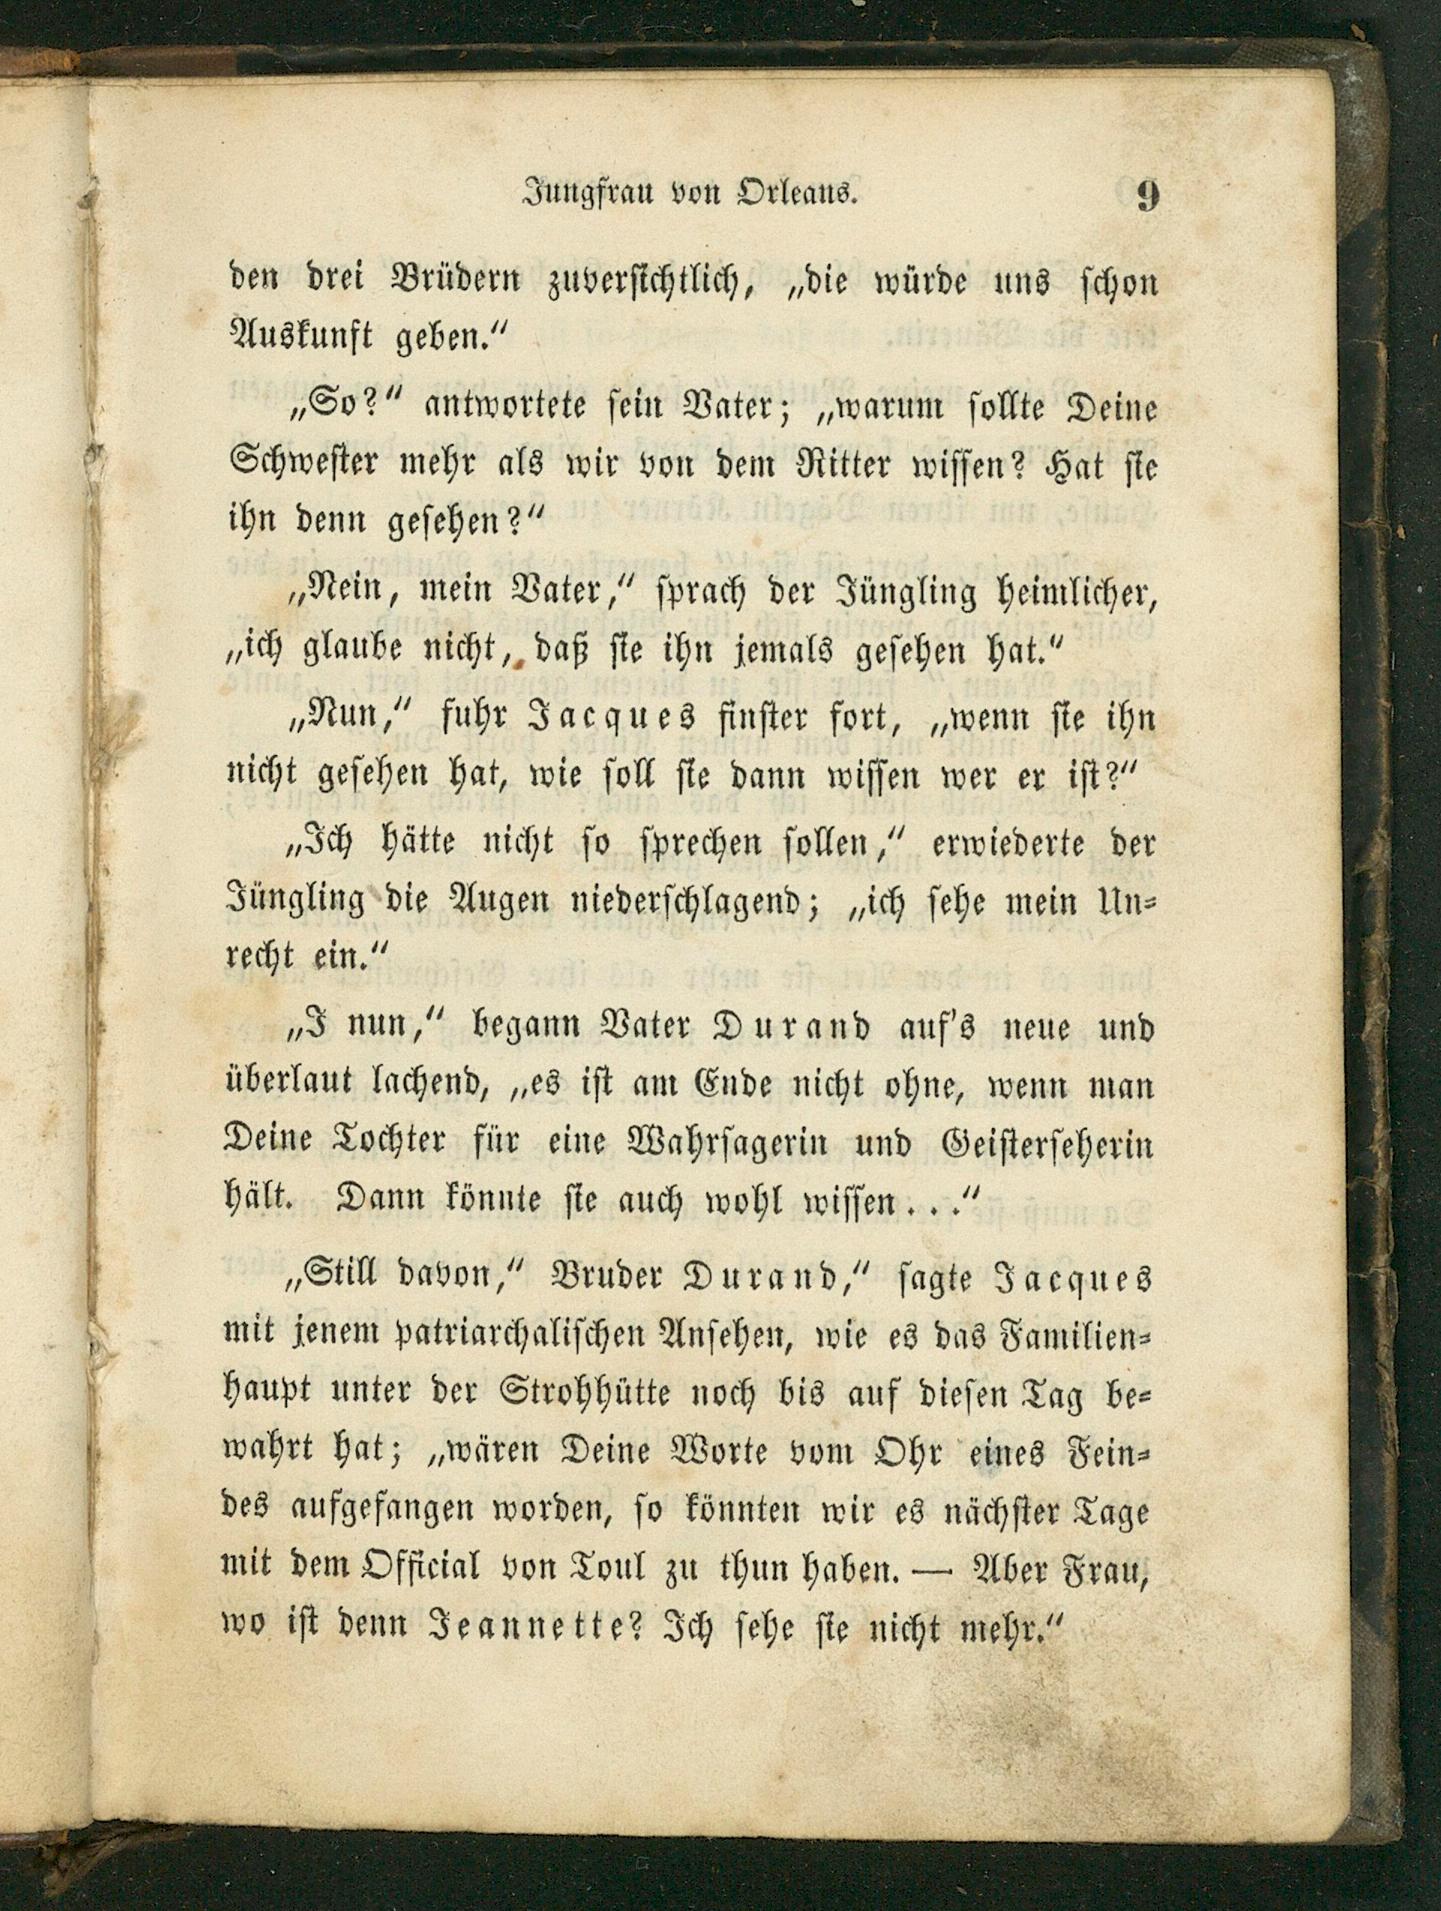 Jungfrau von Orleans. 9
den drei Brüdern zuversichtlich, „die würde uns schon
Auskunft geben.“
„So?“ antwortete sein Vater; „warum sollte Deine
Schwester mehr als wir von dem Ritter wissen? Hat sie
ihn denn gesehen?“
„Nein, mein Vater,“ sprach der Jüngling heimlicher,
„ich glaube nicht, daß sie ihn jemals gesehen hat.“
„Nun,“ fuhr Jacques finster fort, „wenn sie ihn
nicht gesehen hat, wie soll sie dann wissen wer er ist?“
„Ich hätte nicht so sprechen sollen,“ erwiederte der
Jüngling die Augen niederschlagend; „ich sehe mein Un-
recht ein.“
„I nun,“ begann Vater Durand auf's neue und
überlaut lachend, „es ist am Ende nicht ohne, wenn man
Deine Tochter für eine Wahrsagerin und Geisterseherin
hält. Dann könnte sie auch wohl wissen . . .“
„Still davon,“ Bruder Durand,“ sagte Jacques
mit jenem patriarchalischen Ansehen, wie es das Familien-
haupt unter der Strohhütte noch bis auf diesen Tag be-
wahrt hat; „wären Deine Worte vom Ohr eines Fein-
des aufgefangen worden, so könnten wir es nächster Tage
mit dem Official von Toul zu thun haben. — Aber Frau,
wo ist denn Jeannette? Ich sehe sie nicht mehr.“